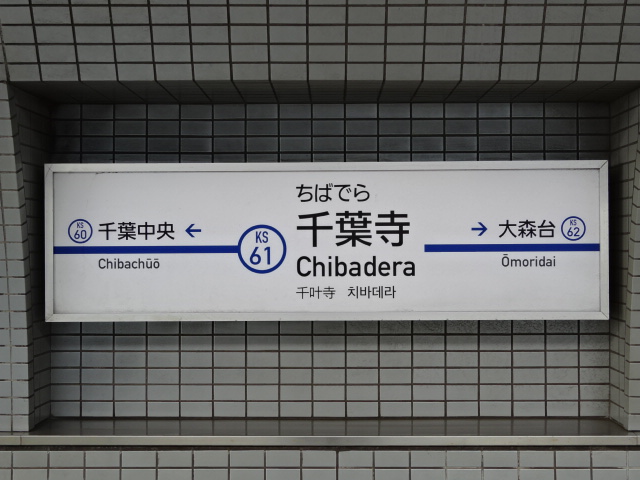 ちばでら
KS 60 千葉中央 ←
Chibachūō
KS 61
千葉寺
Chibadera
千叶寺 치바데라
→ 大森台 KS 62
Ōmoridai